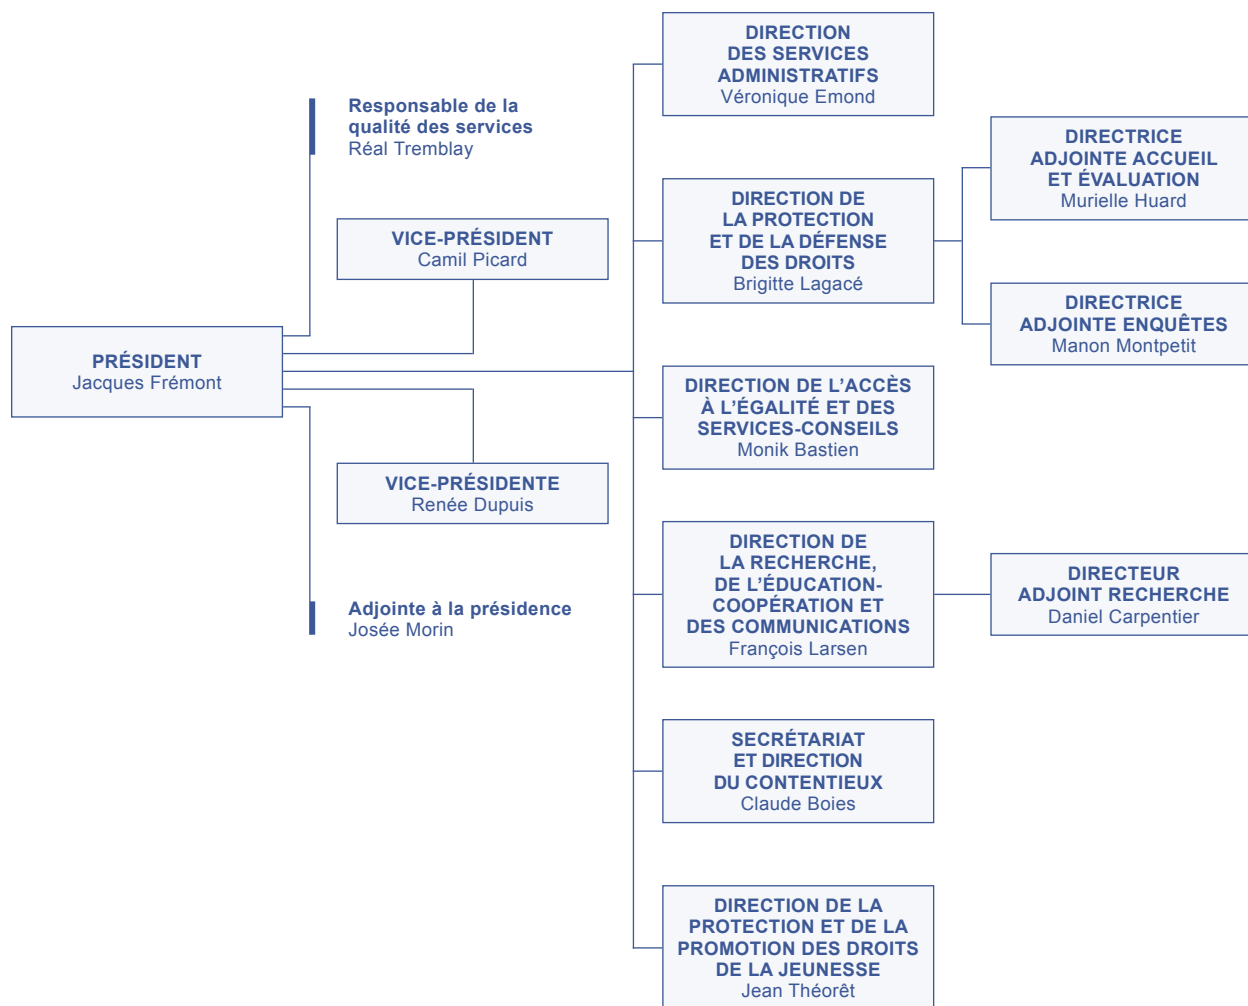 PRÉSIDENT
Jacques Frémont
Responsable de la
qualité des services
Réal Tremblay
VICE-PRÉSIDENT
Camil Picard
VICE-PRÉSIDENTE
Renée Dupuis
Adjointe à la présidence
Josée Morin
DIRECTION
DES SERVICES
ADMINISTRATIFS
Véronique Emond
DIRECTION DE
LA PROTECTION
ET DE LA DÉFENSE
DES DROITS
Brigitte Lagacé
DIRECTRICE
ADJOINTE ACCUEIL
ET ÉVALUATION
Murielle Huard
DIRECTRICE
ADJOINTE ENQUÊTES
Manon Montpetit
DIRECTION DE L’ACCÈS
À L’ÉGALITÉ ET DES
SERVICES-CONSEILS
Monik Bastien
DIRECTION DE
LA RECHERCHE,
DE L’ÉDUCATION-
COOPÉRATION ET
DES COMMUNICATIONS
François Larsen
DIRECTEUR
ADJOINT RECHERCHE
Daniel Carpentier
SECRÉTARIAT
ET DIRECTION
DU CONTENTIEUX
Claude Boies
DIRECTION DE LA
PROTECTION ET DE LA
PROMOTION DES DROITS
DE LA JEUNESSE
Jean Théorêt